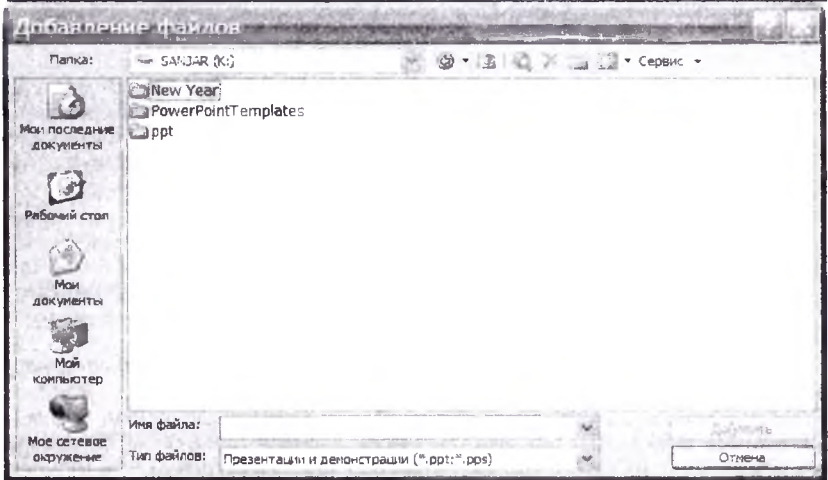 Добавление файлов
Папка: SANJAR (K:) Сервис
New Year
PowerPointTemplates
ppt
Мои последние
документы
Рабочий стол
Мои
документы
Мой
компьютер
Мое сетевое
окружение
Имя файла:
Добавить
Тип файлов: Презентации и демонстрации (*.ppt;*.pps)
Отмена